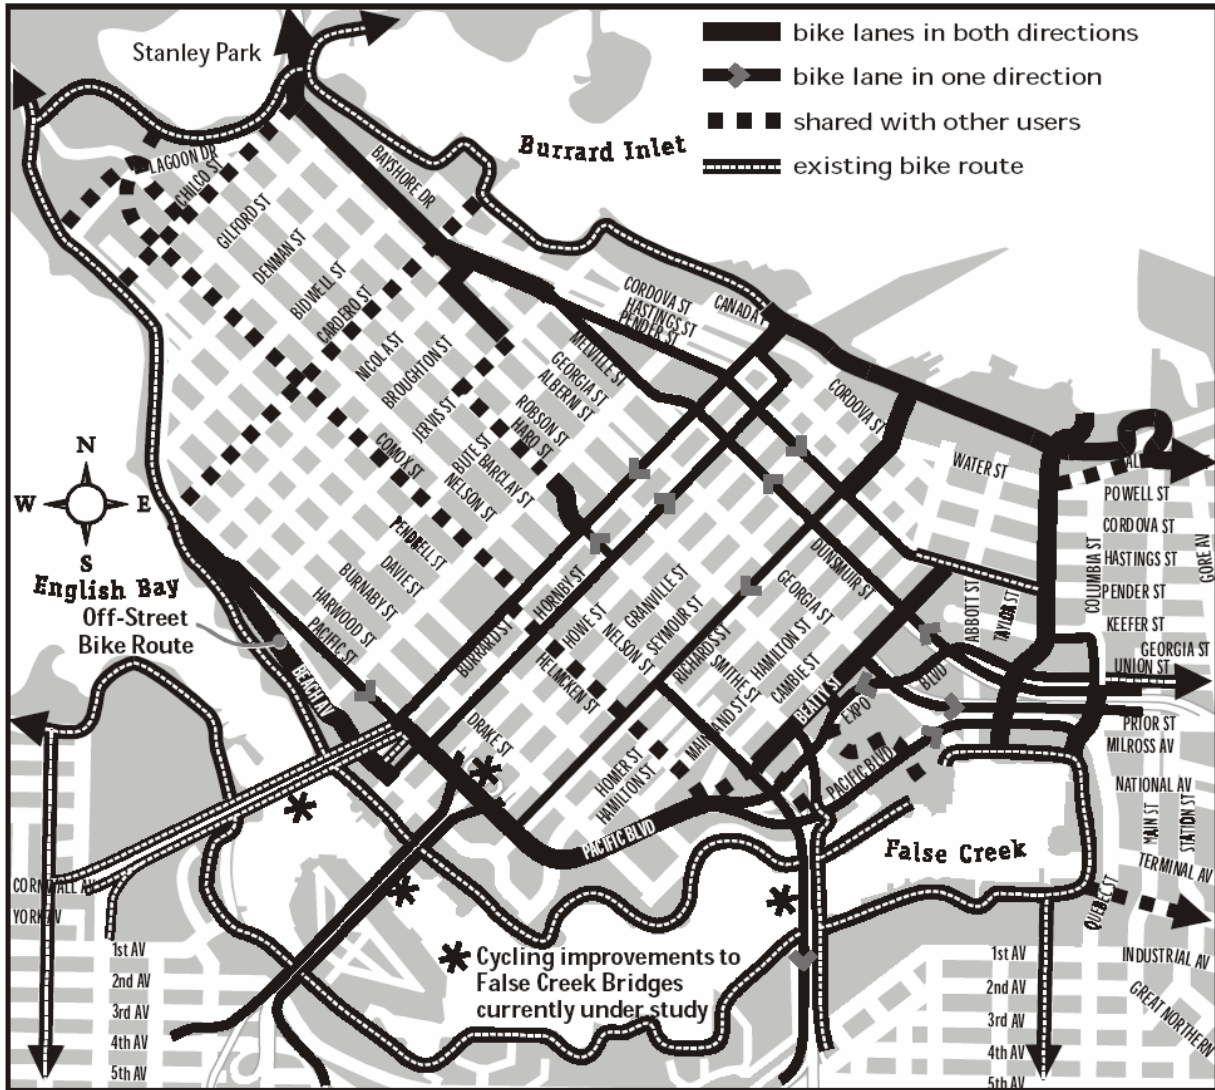 Stanley Park
bike lanes in both directions
bike lane in one direction
shared with other users
existing bike route
Burrard Inlet
LAGOON DR
CHILCO ST
GILFORD ST
DENMAN ST
BIDWELL ST
CARDERO ST
NICOLA ST
BROUGHTON ST
JERVIS ST
BUTE ST
BAYSHORE DR
CORDOVA ST
HASTINGS ST
PENDER ST
CANADA
MELVILLE ST
GEORGIA ST
ALBERNI ST
ROBSON ST
HARO ST
BARCLAY ST
NELSON ST
COMOX ST
PENDRELL ST
DAVIE ST
BURNABY ST
HARWOOD ST
PACIFIC ST
BEACH AV
CORDOVA ST
WATER ST
POWELL ST
CORDOVA ST
HASTINGS ST
PENDER ST
KEEFER ST
GEORGIA ST
UNION ST
COLUMBIA ST
GORE AV
ABBOTT ST
TAYLOR ST
N
W E
S
English Bay
Off-Street
Bike Route
BURRARD ST
HORNBY ST
HOWE ST
GRANVILLE ST
SEYMOUR ST
RICHARDS ST
NELSON ST
HELMCKEN ST
SMITHE ST
HAMILTON ST
CAMBIE ST
MAINLAND ST
DUNSMUIR ST
GEORGIA ST
BEATTY ST
EXPO
BLVD
PACIFIC BLVD
DRAKE ST
HOMER ST
HAMILTON ST
PACIFIC BLVD
PRIOR ST
MILROSS AV
NATIONAL AV
MAIN ST
STATION ST
TERMINAL AV
QUEBEC ST
INDUSTRIAL AV
GREAT NORTHERN
False Creek
CORNWALL AV
YORK AV
1st AV
2nd AV
3rd AV
4th AV
5th AV
* Cycling improvements to
False Creek Bridges
currently under study
1st AV
2nd AV
3rd AV
4th AV
5th AV